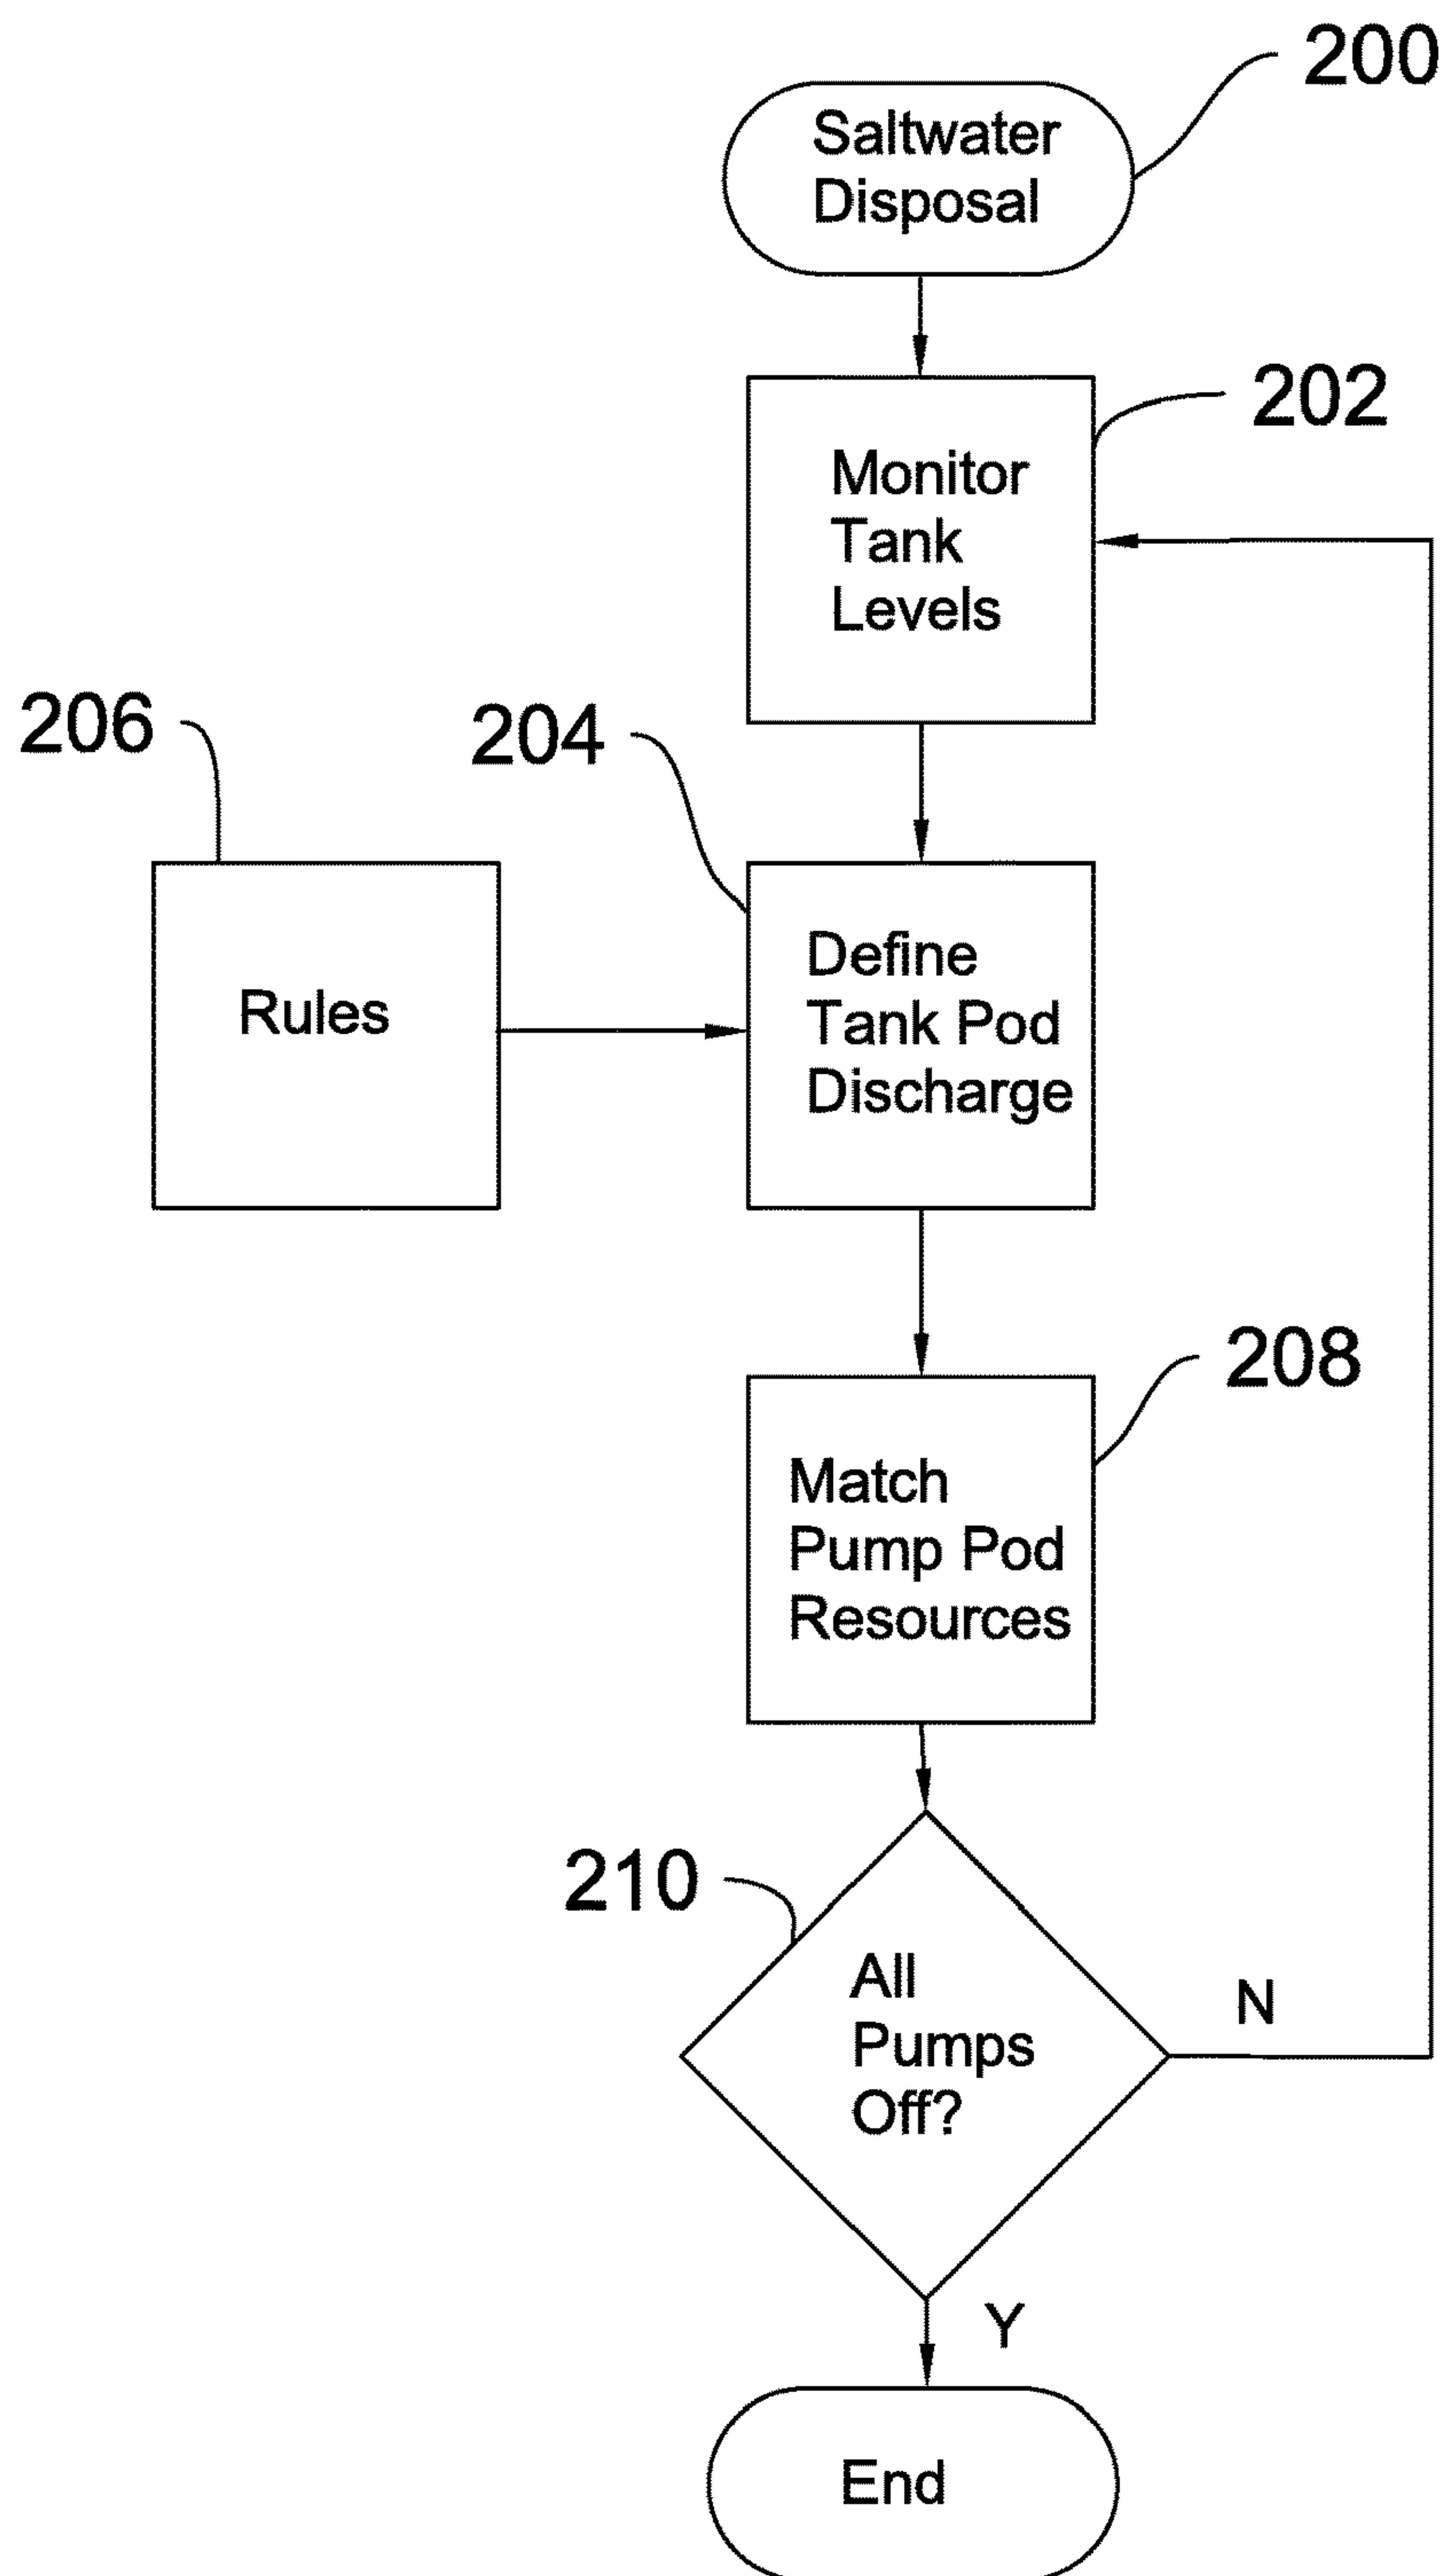 200
Saltwater
Disposal
202
Monitor
Tank
Levels
206
204
Rules
Define
Tank Pod
Discharge
208
Match
Pump Pod
Resources
210
All
Pumps
Off?
N
Y
End